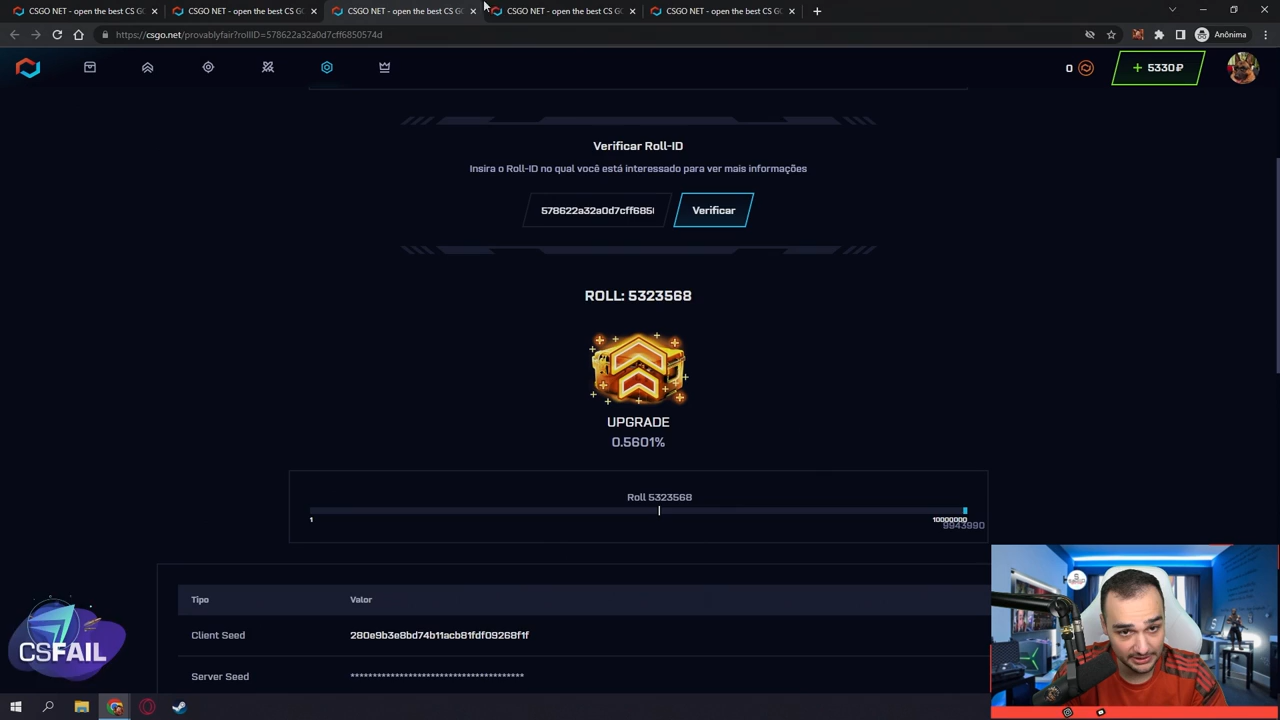 CSGO NET - open the best CS G
CSGO NET - open the best CS G
CSGO NET - open the best CS G
CSGO NET - open the best CS G
CSGO NET - open the best CS G
https://csgo.net/provablyfair?rollID=578622a32a0d7cff6850574d
Anônima
0
+ 5330₽
Verificar Roll-ID
Insira o Roll-ID no qual você está interessado para ver mais informações
578622a32a0d7cff6850
Verificar
ROLL: 5323568
UPGRADE
0.5601%
Roll 5323568
1
10000000
9943990
Tipo
Valor
Client Seed
280e9b3e8bd74b11acb81fdf09268f1f
Server Seed
***************************************
CSFAIL